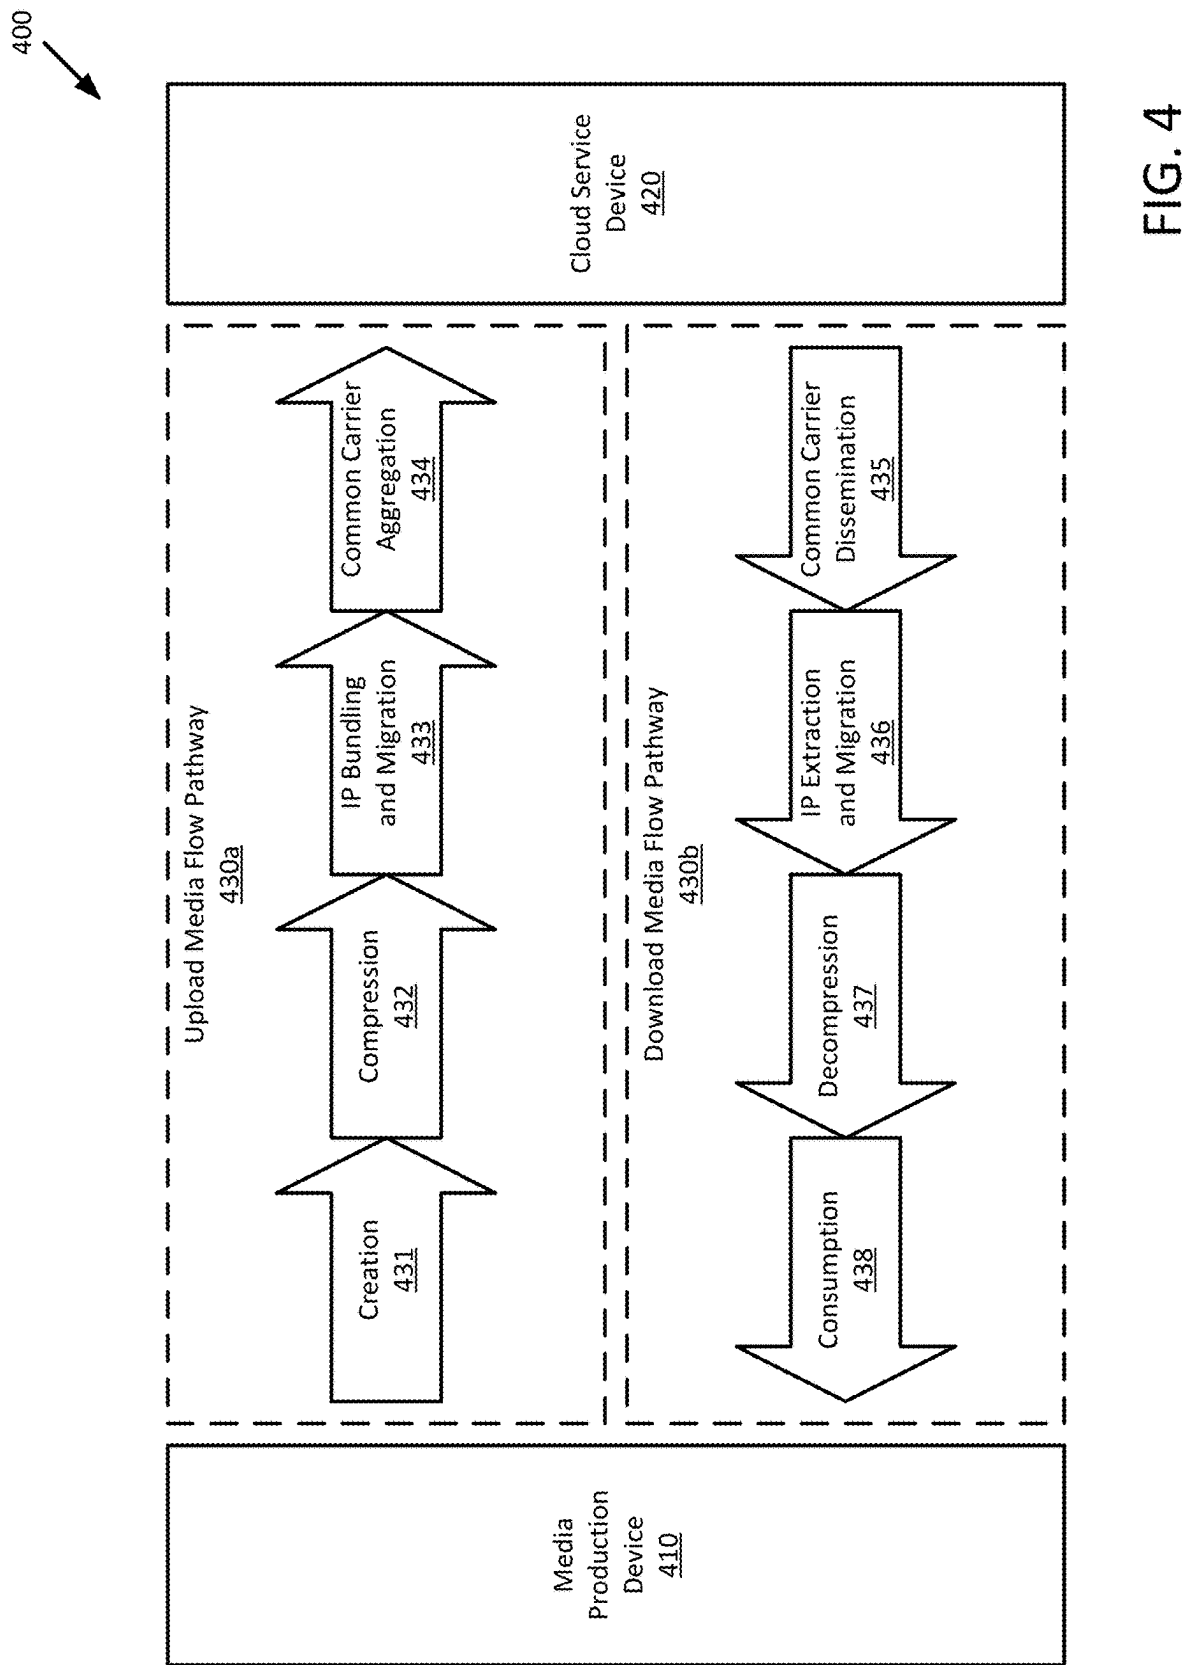 400
Media
Production
Device
410
Upload Media Flow Pathway
430a
Creation
431
Compression
432
IP Bundling
and Migration
433
Common Carrier
Aggregation
434
Download Media Flow Pathway
430b
Common Carrier
Dissemination
435
IP Extraction
and Migration
436
Decompression
437
Consumption
438
Cloud Service
Device
420
FIG. 4